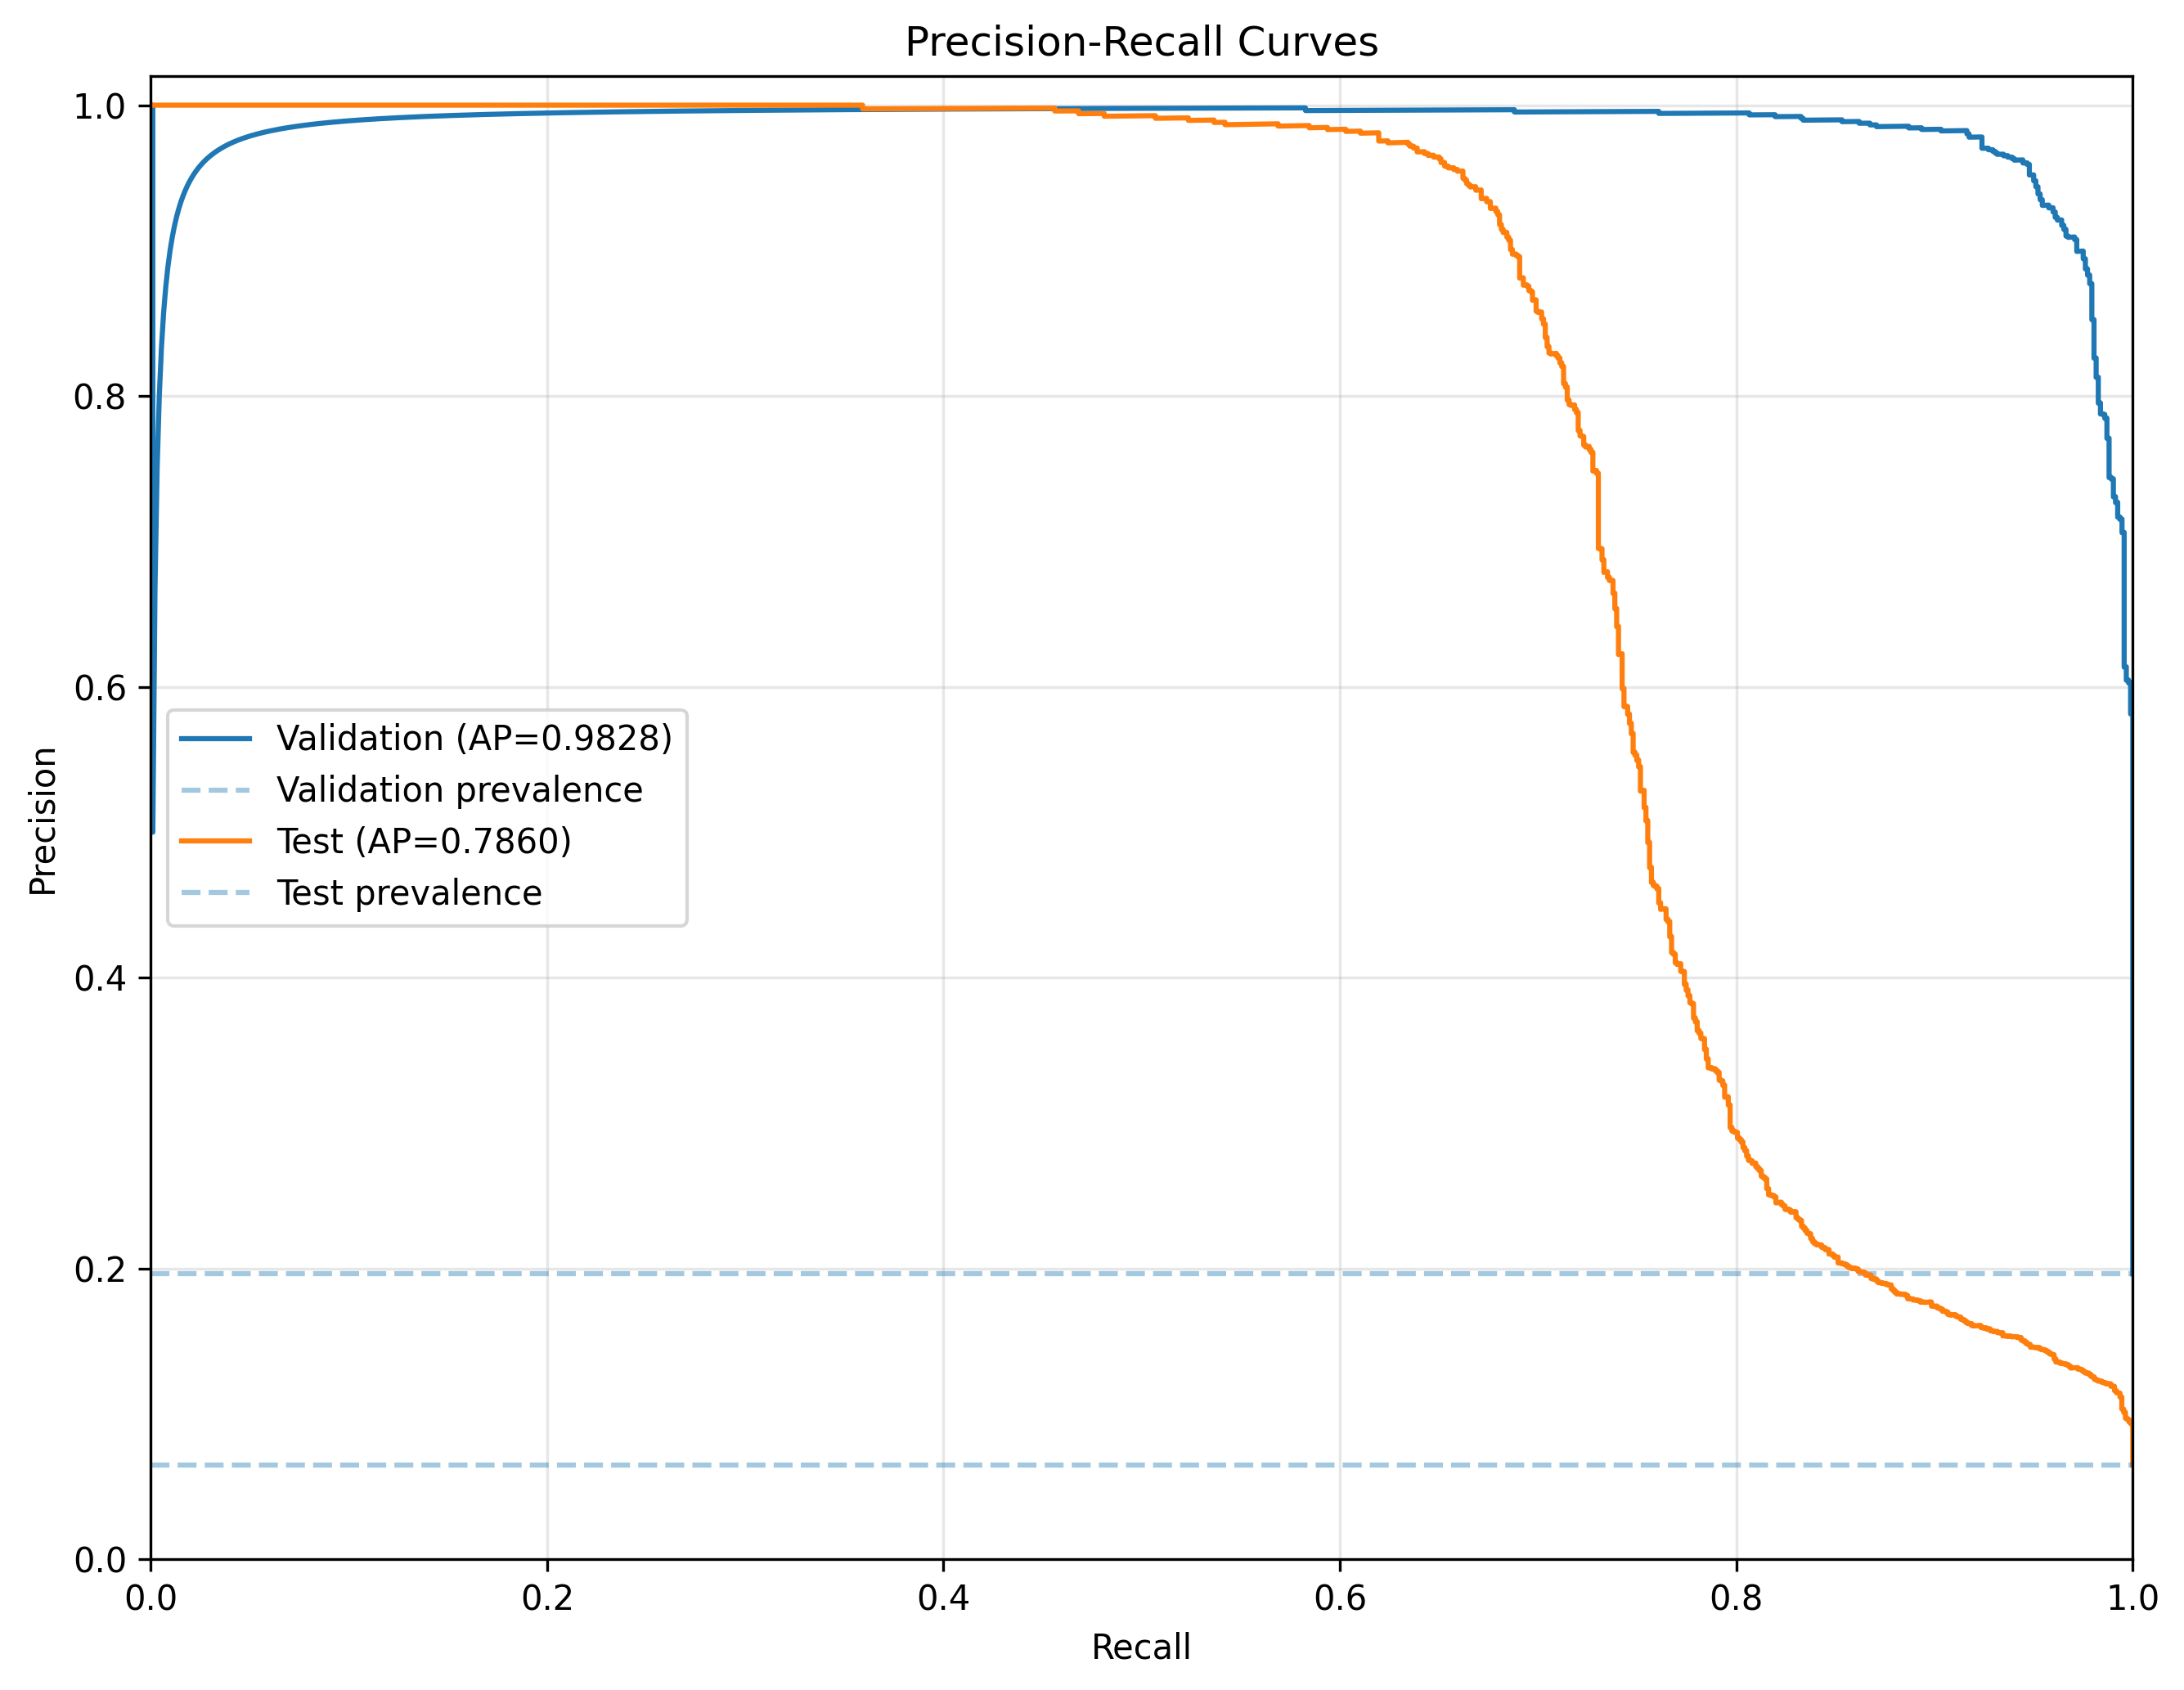 Precision-Recall Curves
1.0
0.8
0.6
0.4
0.2
0.0
Precision
Validation (AP=0.9828)
Validation prevalence
Test (AP=0.7860)
Test prevalence
0.0 0.2 0.4 0.6 0.8 1.0
Recall